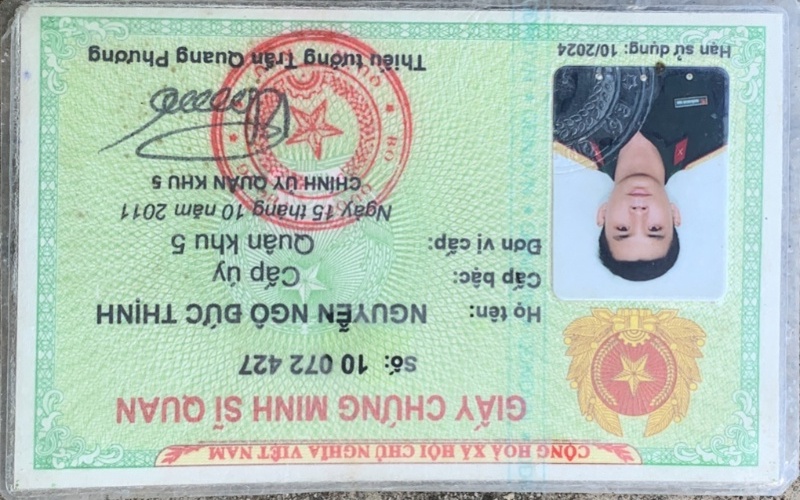 CỘNG HOÀ XÃ HỘI CHỦ NGHĨA VIỆT NAM
GIẤY CHỨNG MINH SĨ QUAN
Số: 10 072 427
Họ tên: NGUYỄN NGÔ ĐỨC THỊNH
Cấp bậc: Cấp úy
Đơn vị cấp: Quân khu 5
Ngày 15 tháng 10 năm 2011
CHÍNH ỦY QUÂN KHU 5
Thiếu tướng Trần Quang Phương
Hạn sử dụng: 10/2024